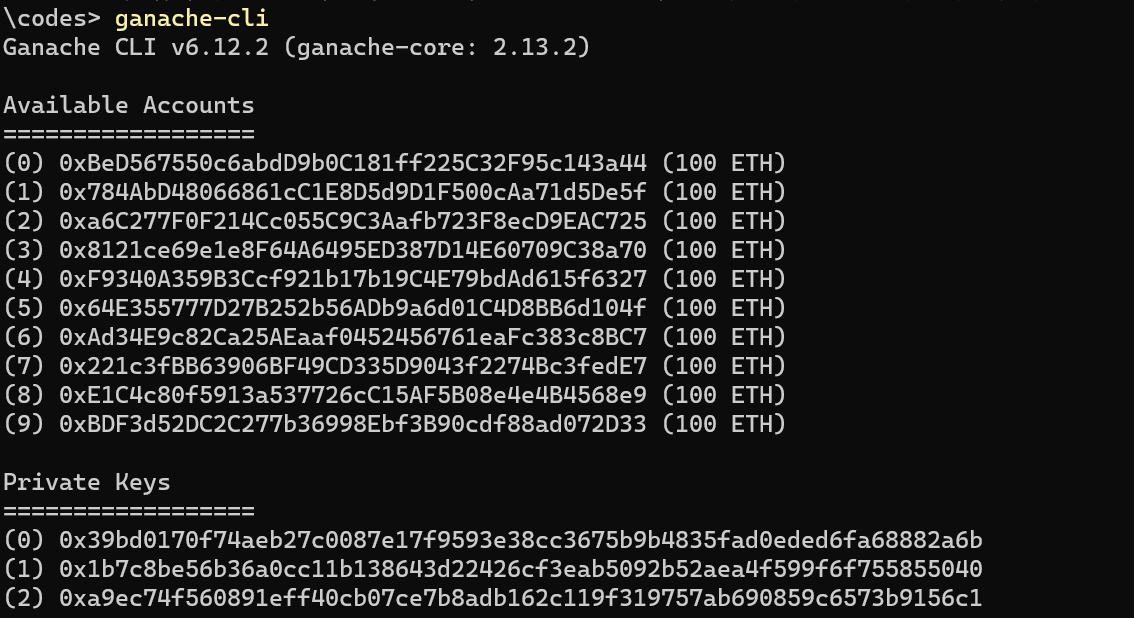 \codes> ganache-cli
Ganache CLI v6.12.2 (ganache-core: 2.13.2)
Available Accounts
==================
(0) 0xBeD567550c6abdD9b0C181ff225C32F95c143a44 (100 ETH)
(1) 0x784AbD48066861cC1E8D5d9D1F500cAa71d5De5f (100 ETH)
(2) 0xa6C277F0F214Cc055C9C3Aafb723F8ecD9EAC725 (100 ETH)
(3) 0x8121ce69e1e8F64A6495ED387D14E60709C38a70 (100 ETH)
(4) 0xF9340A359B3Ccf921b17b19C4E79bdAd615f6327 (100 ETH)
(5) 0x64E355777D27B252b56ADb9a6d01C4D8BB6d104f (100 ETH)
(6) 0xAd34E9c82Ca25AEaaf0452456761eaFc383c8BC7 (100 ETH)
(7) 0x221c3fBB63906BF49CD335D9043f2274Bc3fedE7 (100 ETH)
(8) 0xE1C4c80f5913a537726cC15AF5B08e4e4B4568e9 (100 ETH)
(9) 0xBDF3d52DC2C277b36998Ebf3B90cdf88ad072D33 (100 ETH)
Private Keys
==================
(0) 0x39bd0170f74aeb27c0087e17f9593e38cc3675b9b4835fad0eded6fa68882a6b
(1) 0x1b7c8be56b36a0cc11b138643d22426cf3eab5092b52aea4f599f6f755855040
(2) 0xa9ec74f560891eff40cb07ce7b8adb162c119f319757ab690859c6573b9156c1